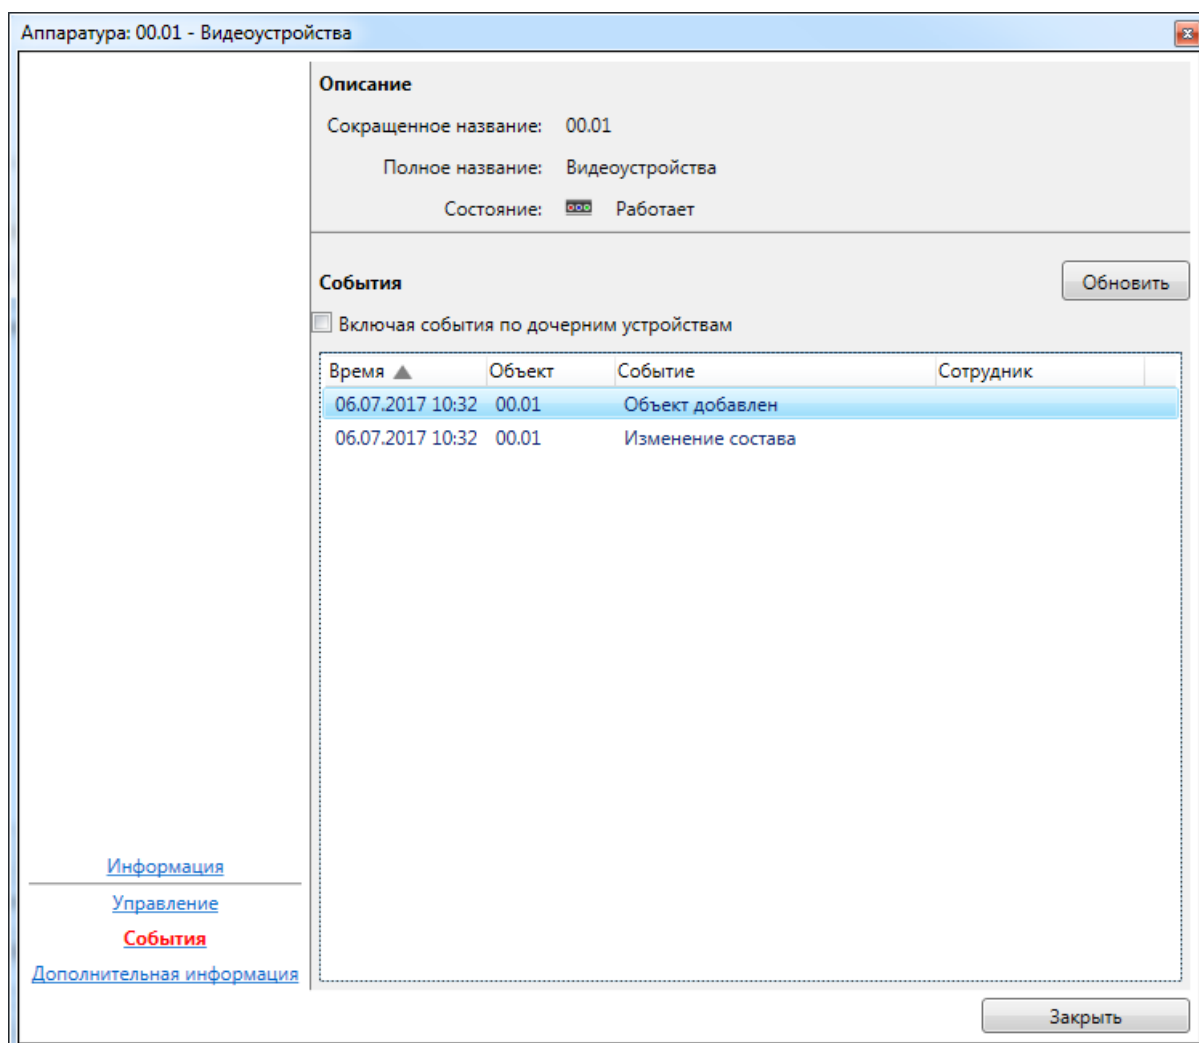 Аппаратура: 00.01 - Видеоустройства
Описание
Сокращенное название: 00.01
Полное название: Видеоустройства
Состояние: Работает
События
Обновить
Включая события по дочерним устройствам
Время Объект Событие Сотрудник
06.07.2017 10:32 00.01 Объект добавлен
06.07.2017 10:32 00.01 Изменение состава
Информация
Управление
События
Дополнительная информация
Закрыть